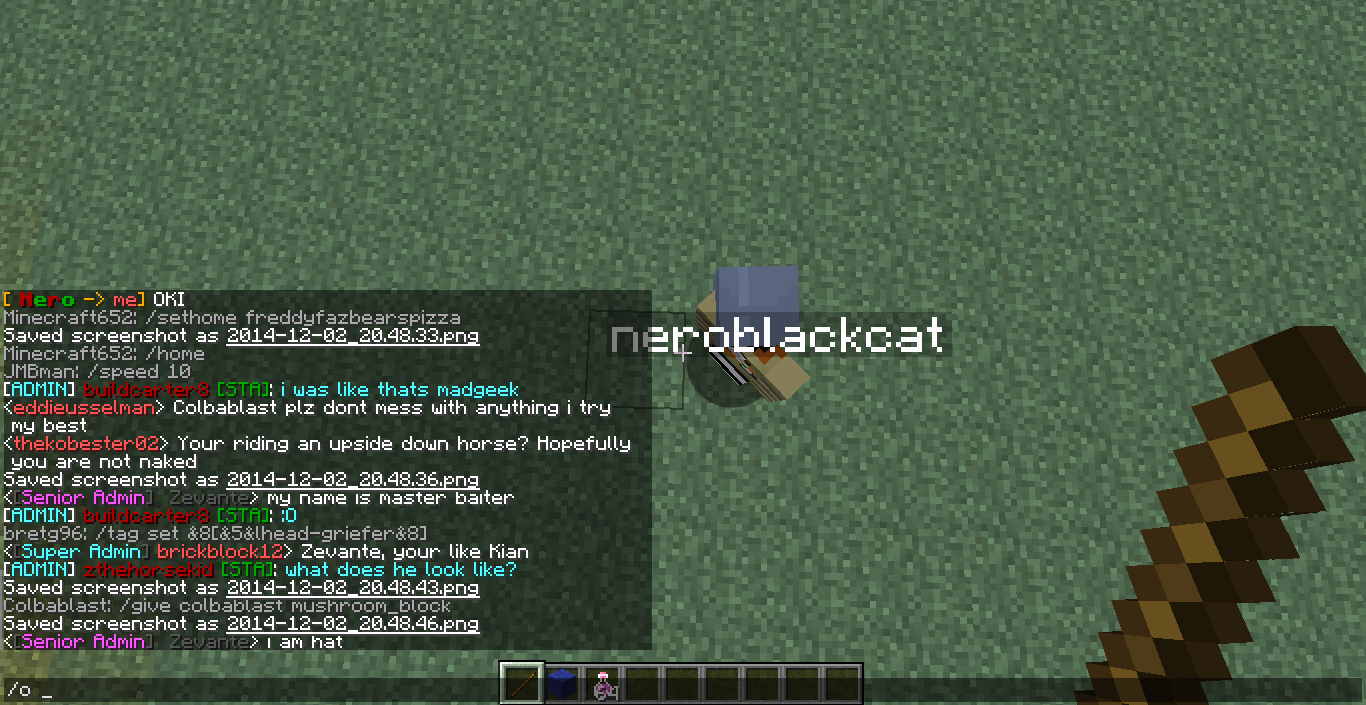 [ Nero -> me] OKI
Minecraft652: /sethome freddyfazbearspizza
Saved screenshot as 2014-12-02_20.48.33.png
Minecraft652: /home
JMBman: /speed 10
[ADMIN] buildcarter8 [STA]: i was like thats madgeek
<eddieusselman> Colbablast plz dont mess with anything i try
my best
<thekobester02> Your riding an upside down horse? Hopefully
you are not naked
Saved screenshot as 2014-12-02_20.48.36.png
<[Senior Admin] Zevante> my name is master baiter
[ADMIN] buildcarter8 [STA]: :O
bretg96: /tag set &8[&5&lhead-griefer&8]
<[Super Admin] brickblock12> Zevante, your like Kian
[ADMIN] zthehorsekid [STA]: what does he look like?
Saved screenshot as 2014-12-02_20.48.43.png
Colbablast: /give colbablast mushroom_block
Saved screenshot as 2014-12-02_20.48.46.png
<[Senior Admin] Zevante> i am hat
neroblackcat
64
/o _